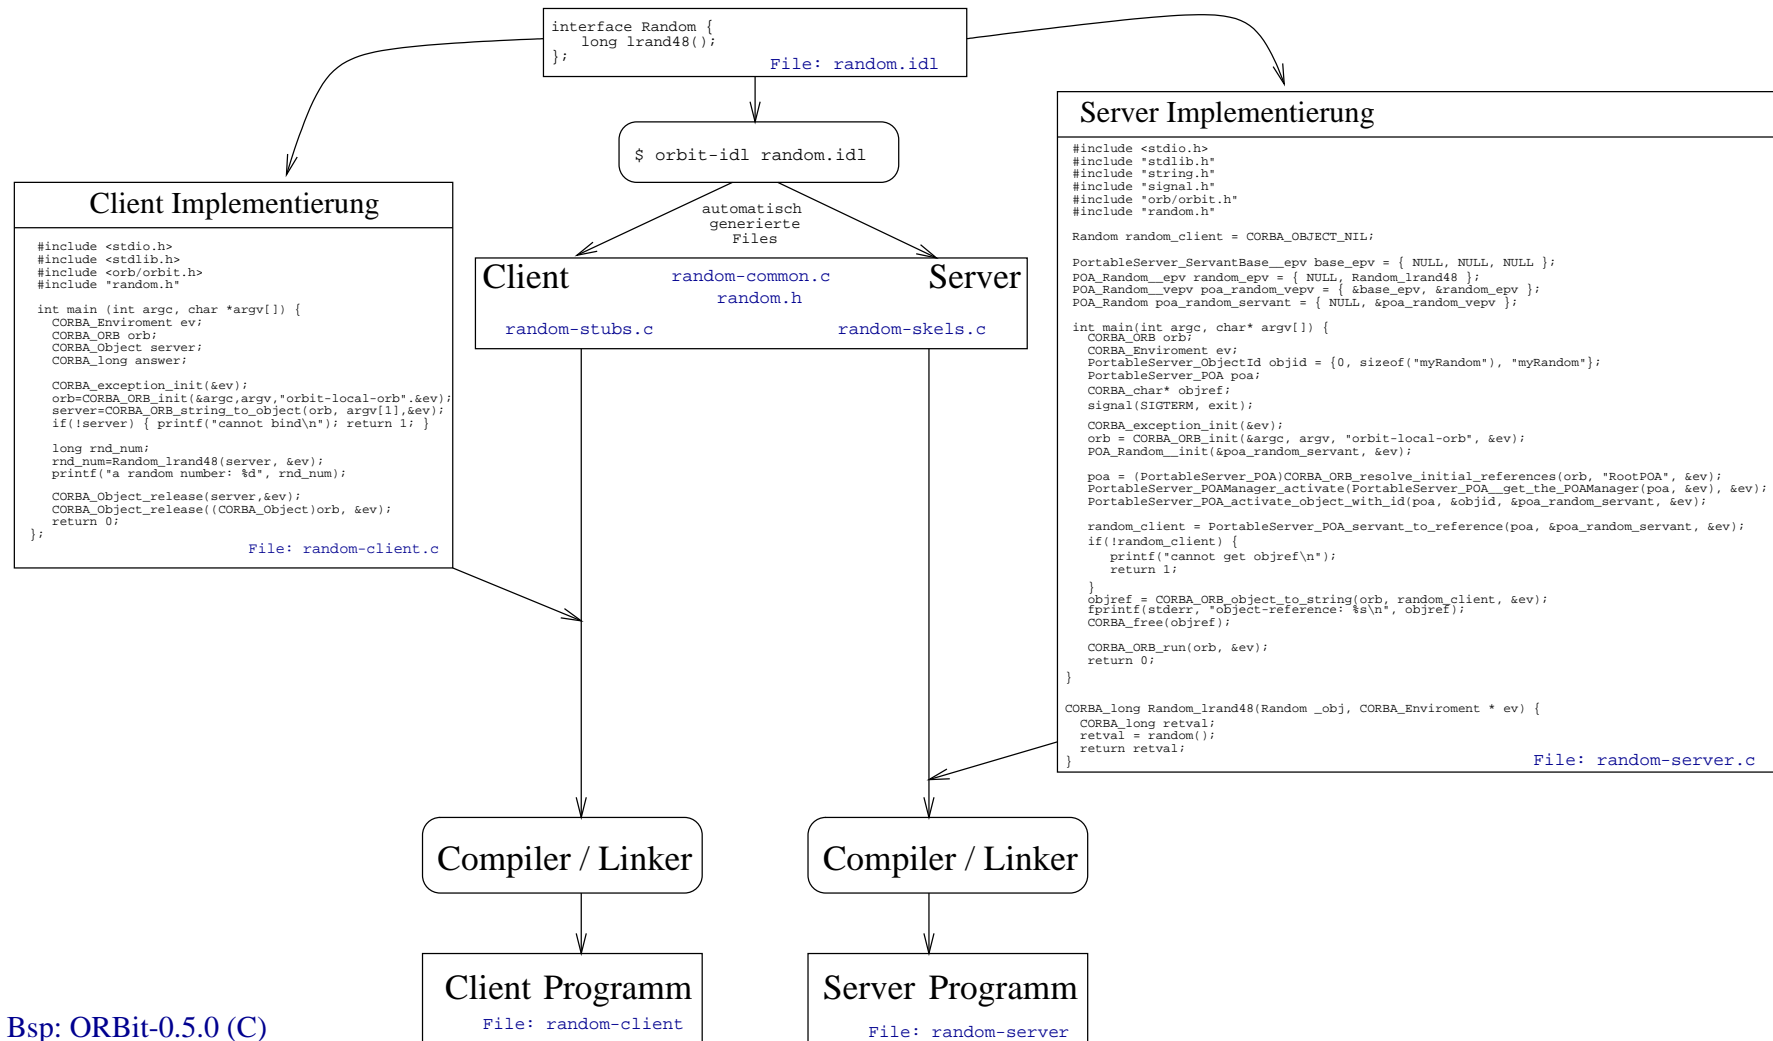 interface Random {
long lrand48();
};
File: random.idl
$ orbit-idl random.idl
automatisch
generierte
Files
Client
random-common.c
random.h
Server
random-stubs.c
random-skels.c
Client Implementierung
#include <stdio.h>
#include <stdlib.h>
#include <orb/orbit.h>
#include "random.h"
int main (int argc, char *argv[]) {
CORBA_Enviroment ev;
CORBA_ORB orb;
CORBA_Object server;
CORBA_long answer;
CORBA_exception_init(&ev);
orb=CORBA_ORB_init(&argc,argv,"orbit-local-orb".&ev);
server=CORBA_ORB_string_to_object(orb, argv[1],&ev);
if(!server) { printf("cannot bind\n"); return 1; }
long rnd_num;
rnd_num=Random_lrand48(server, &ev);
printf("a random number: %d", rnd_num);
CORBA_Object_release(server,&ev);
CORBA_Object_release((CORBA_Object)orb, &ev);
return 0;
};
File: random-client.c
Server Implementierung
#include <stdio.h>
#include "stdlib.h"
#include "string.h"
#include "signal.h"
#include "orb/orbit.h"
#include "random.h"
Random random_client = CORBA_OBJECT_NIL;
PortableServer_ServantBase__epv base_epv = { NULL, NULL, NULL };
POA_Random__epv random_epv = { NULL, Random_lrand48 };
POA_Random__vepv poa_random_vepv = { &base_epv, &random_epv };
POA_Random poa_random_servant = { NULL, &poa_random_vepv };
int main(int argc, char* argv[]) {
CORBA_ORB orb;
CORBA_Enviroment ev;
PortableServer_ObjectId objid = {0, sizeof("myRandom"), "myRandom"};
PortableServer_POA poa;
CORBA_char* objref;
signal(SIGTERM, exit);
CORBA_exception_init(&ev);
orb = CORBA_ORB_init(&argc, argv, "orbit-local-orb", &ev);
POA_Random__init(&poa_random_servant, &ev);
poa = (PortableServer_POA)CORBA_ORB_resolve_initial_references(orb, "RootPOA", &ev);
PortableServer_POAManager_activate(PortableServer_POA__get_the_POAManager(poa, &ev), &ev);
PortableServer_POA_activate_object_with_id(poa, &objid, &poa_random_servant, &ev);
random_client = PortableServer_POA_servant_to_reference(poa, &poa_random_servant, &ev);
if(!random_client) {
printf("cannot get objref\n");
return 1;
}
objref = CORBA_ORB_object_to_string(orb, random_client, &ev);
fprintf(stderr, "object-reference: %s\n", objref);
CORBA_free(objref);
CORBA_ORB_run(orb, &ev);
return 0;
}
CORBA_long Random_lrand48(Random _obj, CORBA_Enviroment * ev) {
CORBA_long retval;
retval = random();
return retval;
}
File: random-server.c
Compiler / Linker
Compiler / Linker
Client Programm
File: random-client
Server Programm
File: random-server
Bsp: ORBit-0.5.0 (C)